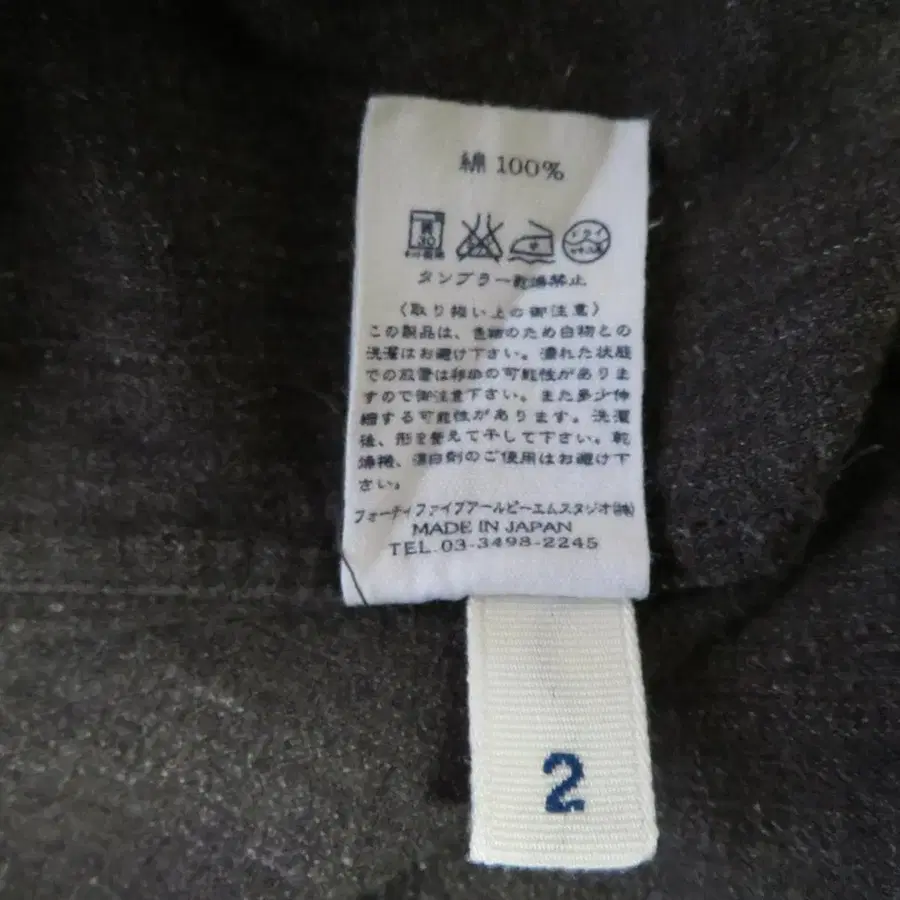 綿 100%
30
ドライ
タンブラー乾燥禁止
〈取り扱い上の御注意〉
この製品は、色物のため白物との
洗濯はお避け下さい。濡れた状態
での放置は移染の可能性がありま
すので御注意下さい。また多少伸
縮する可能性があります。洗濯
後、形を整えて干して下さい。乾
燥機、漂白剤のご使用はお避け下
さい。
フォーティファイブアールピーエムスタジオ(株)
MADE IN JAPAN
TEL.03-3498-2245
2